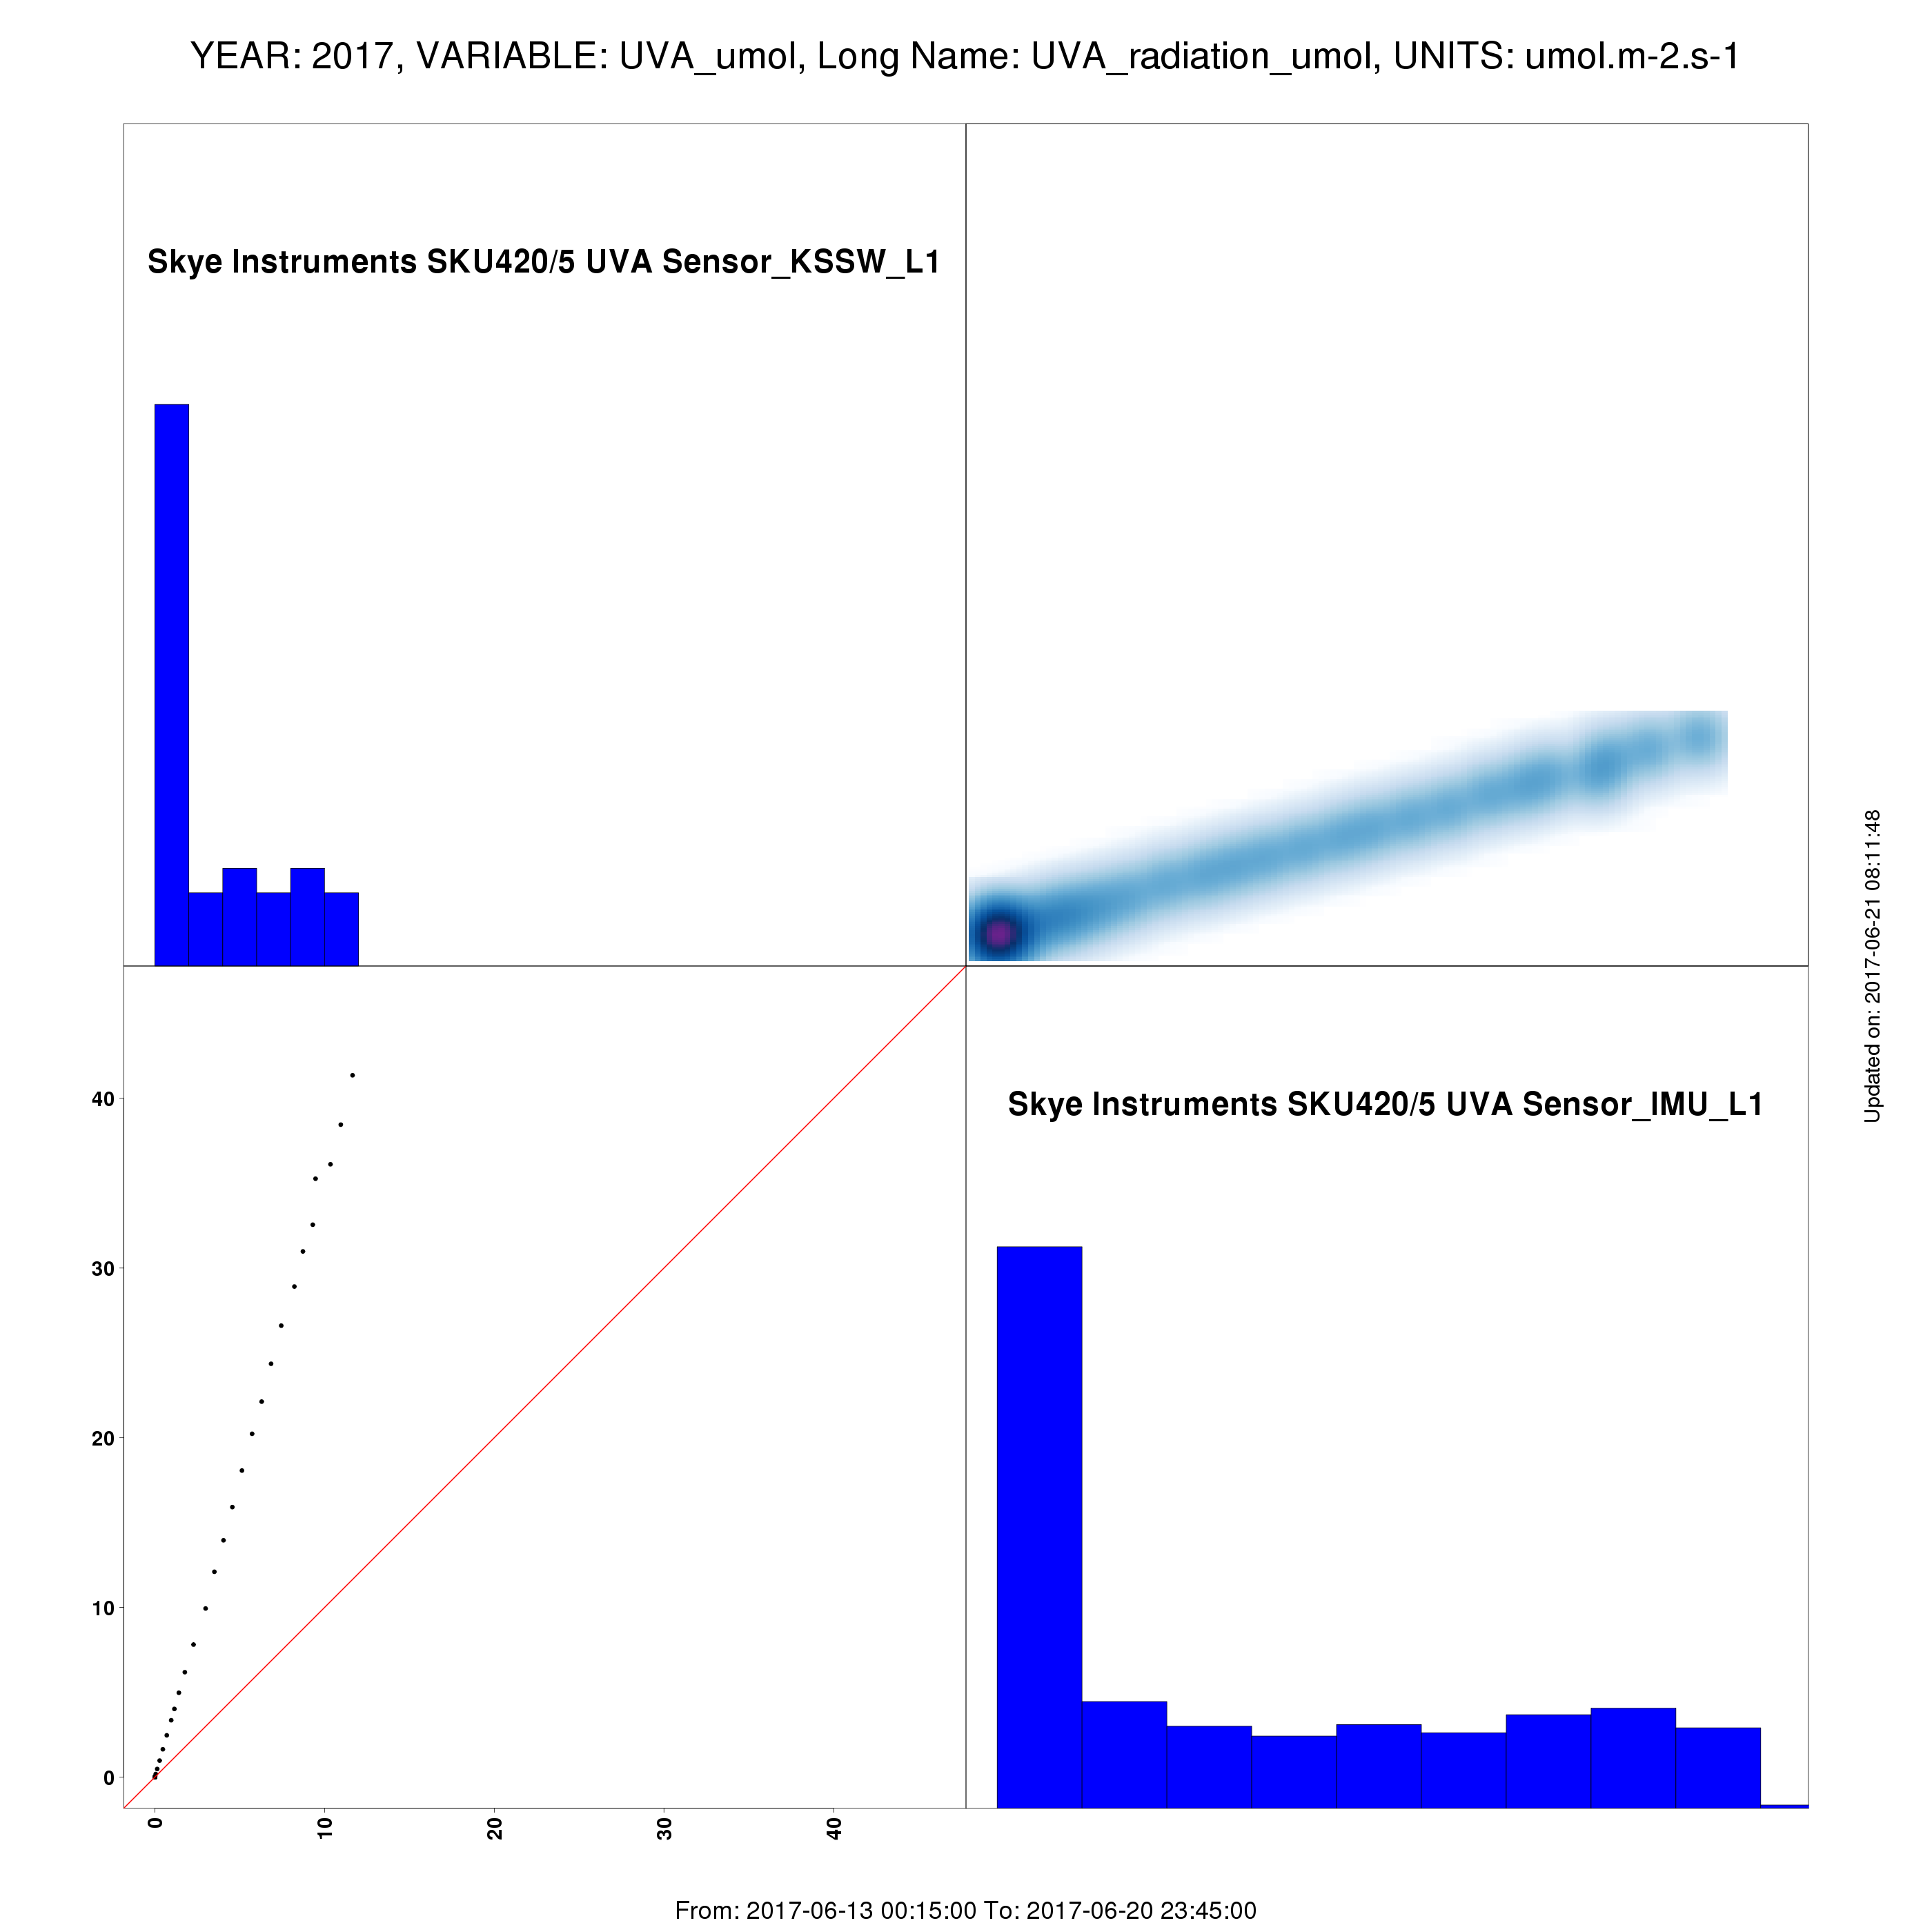 YEAR: 2017, VARIABLE: UVA_umol, Long Name: UVA_radiation_umol, UNITS: umol.m-2.s-1
Skye Instruments SKU420/5 UVA Sensor_KSSW_L1
Updated on: 2017-06-21 08:11:48
Skye Instruments SKU420/5 UVA Sensor_IMU_L1
40
30
20
10
0
0 10 20 30 40
From: 2017-06-13 00:15:00 To: 2017-06-20 23:45:00